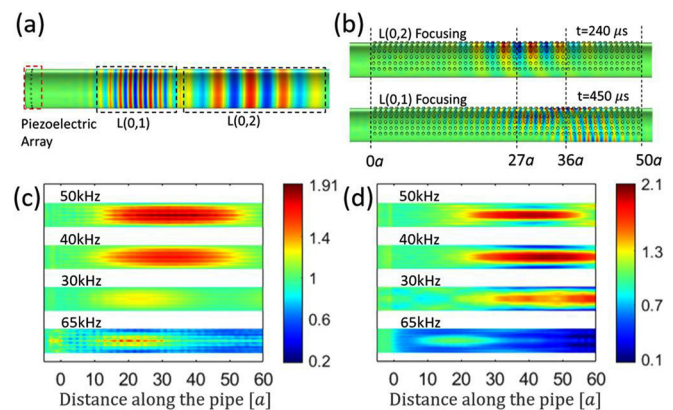 (a)
Piezoelectric
Array
L(0,1)
L(0,2)
(b)
L(0,2) Focusing
t=240 μs
L(0,1) Focusing
t=450 μs
0a
27a
36a
50a
(c)
50kHz
40kHz
30kHz
65kHz
0 10 20 30 40 50 60
Distance along the pipe [a]
1.91
1.4
1
0.6
0.2
(d)
50kHz
40kHz
30kHz
65kHz
0 10 20 30 40 50 60
Distance along the pipe [a]
2.1
1.3
0.7
0.1